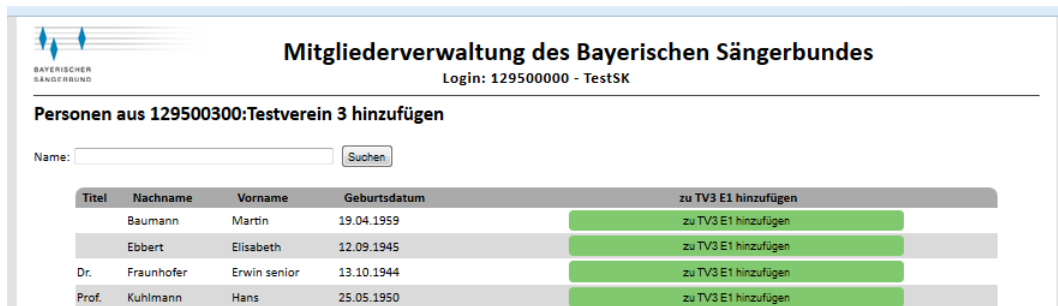 BAYERISCHER
SÄNGERBUND
Mitgliederverwaltung des Bayerischen Sängerbundes
Login: 129500000 - TestSK
Personen aus 129500300:Testverein 3 hinzufügen
Name: Suchen
Titel Nachname Vorname Geburtsdatum zu TV3 E1 hinzufügen
Baumann Martin 19.04.1959 zu TV3 E1 hinzufügen
Ebbert Elisabeth 12.09.1945 zu TV3 E1 hinzufügen
Dr. Fraunhofer Erwin senior 13.10.1944 zu TV3 E1 hinzufügen
Prof. Kuhlmann Hans 25.05.1950 zu TV3 E1 hinzufügen